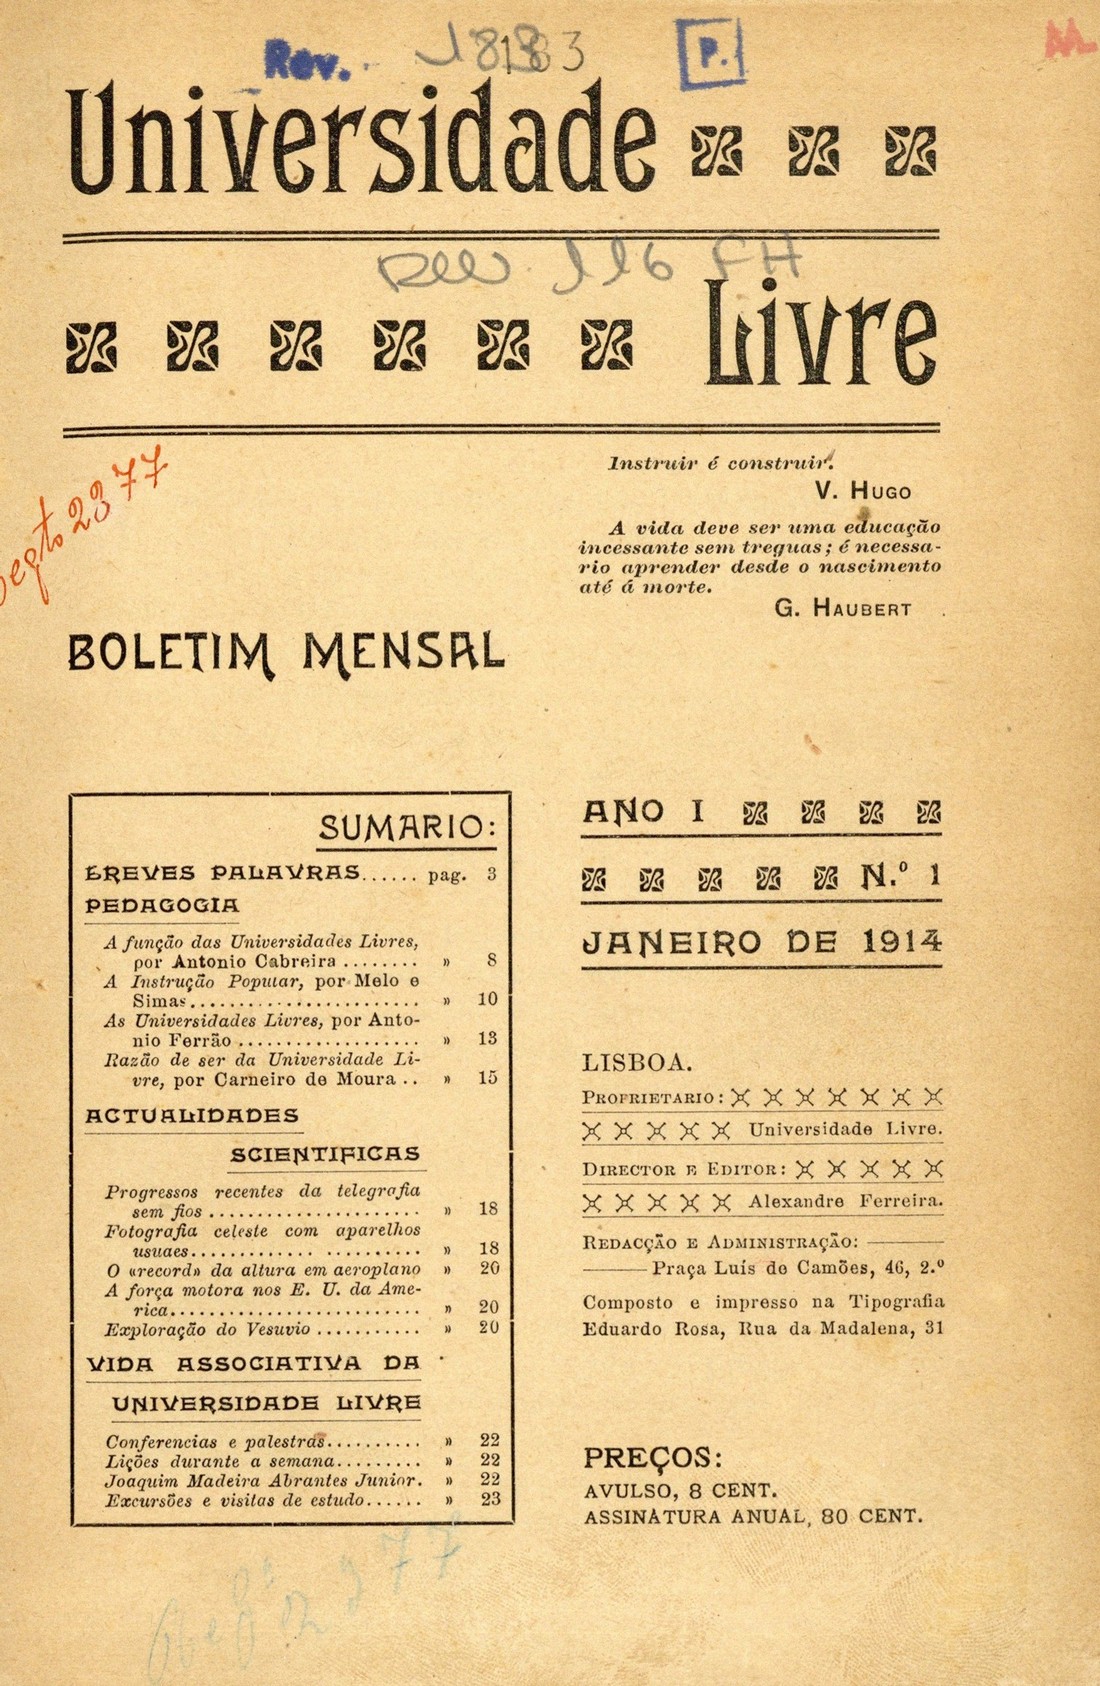 Rev.
P.
Universidade
Rev 116 FH
Livre
2377
Instruir é construir.
V. HUGO
A vida deve ser uma educação
incessante sem treguas; é necessa-
rio aprender desde o nascimento
até á morte.
G. HAUBERT
BOLETIM MENSAL
SUMARIO:
BREVES PALAVRAS...... pag. 3
PEDAGOGIA
A função das Universidades Livres,
por Antonio Cabreira ........ » 8
A Instrução Popular, por Melo e
Simas....................... » 10
As Universidades Livres, por Anto-
nio Ferrão ................... » 13
Razão de ser da Universidade Li-
vre, por Carneiro de Moura .. » 15
ACTUALIDADES
SCIENTIFICAS
Progressos recentes da telegrafia
sem fios ...................... » 18
Fotografia celeste com aparelhos
usuaes....................... » 18
O «record» da altura em aeroplano » 20
A força motora nos E. U. da Ame-
rica.......................... » 20
Exploração do Vesuvio ........... » 20
VIDA ASSOCIATIVA DA
UNIVERSIDADE LIVRE
Conferencias e palestras.......... » 22
Lições durante a semana......... » 22
Joaquim Madeira Abrantes Junior. » 22
Excursões e visitas de estudo...... » 23
ANO I
N.º 1
JANEIRO DE 1914
LISBOA.
PROPRIETARIO:
Universidade Livre.
DIRECTOR E EDITOR:
Alexandre Ferreira.
REDACÇÃO E ADMINISTRAÇÃO:
Praça Luís de Camões, 46, 2.º
Composto e impresso na Tipografia
Eduardo Rosa, Rua da Madalena, 31
PREÇOS:
AVULSO, 8 CENT.
ASSINATURA ANUAL, 80 CENT.